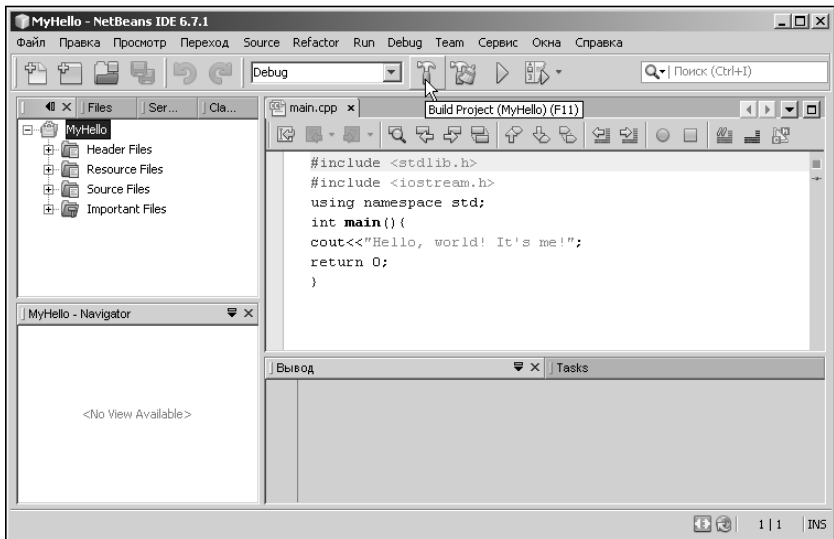 MyHello - NetBeans IDE 6.7.1
Файл Правка Просмотр Переход Source Refactor Run Debug Team Сервис Окна Справка
Debug
Поиск (Ctrl+I)
Files Ser... Cla...
main.cpp
Build Project (MyHello) (F11)
MyHello
Header Files
Resource Files
Source Files
Important Files
#include <stdlib.h>
#include <iostream.h>
using namespace std;
int main(){
cout<<"Hello, world! It's me!";
return 0;
}
MyHello - Navigator
<No View Available>
Вывод
Tasks
1 | 1 INS